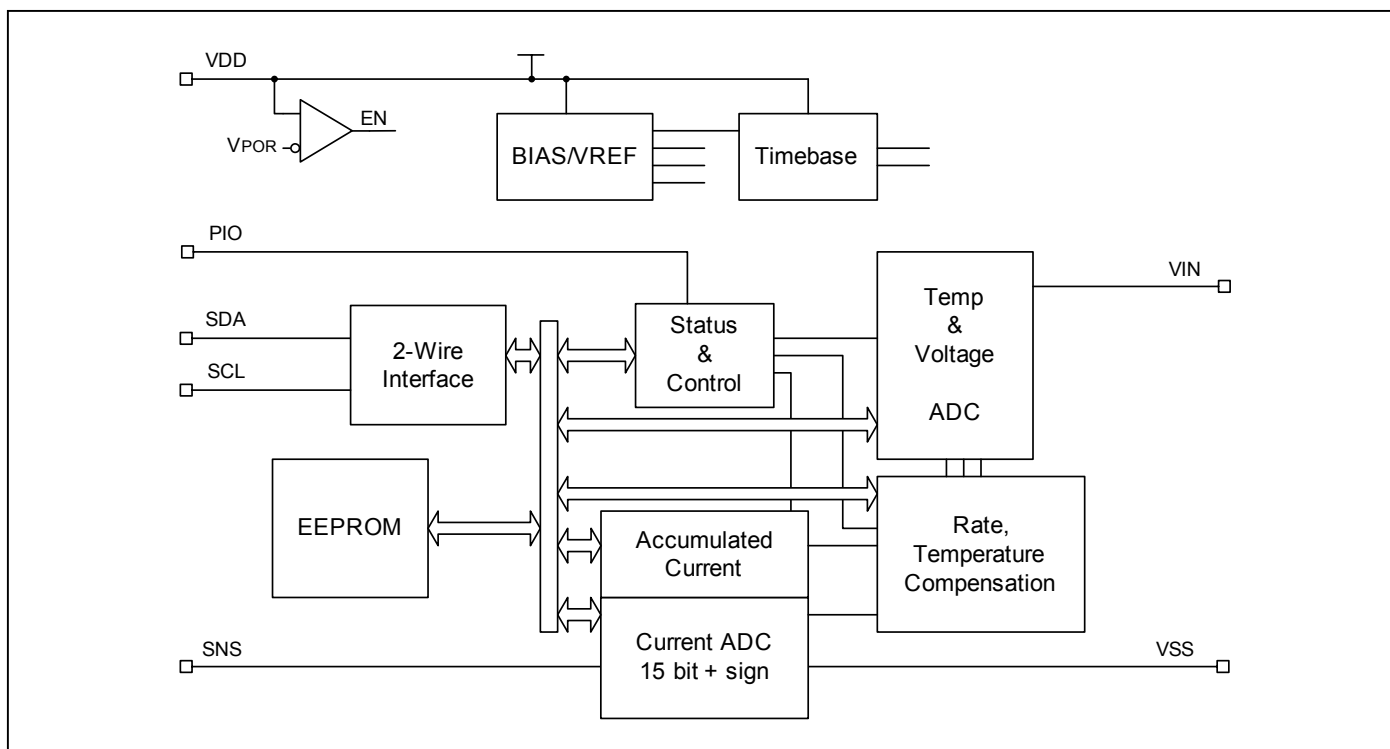 VDD
EN
VPOR
BIAS/VREF
Timebase
PIO
VIN
SDA
SCL
2-Wire
Interface
Status
&
Control
Temp
&
Voltage
ADC
EEPROM
Accumulated
Current
Rate,
Temperature
Compensation
SNS
Current ADC
15 bit + sign
VSS